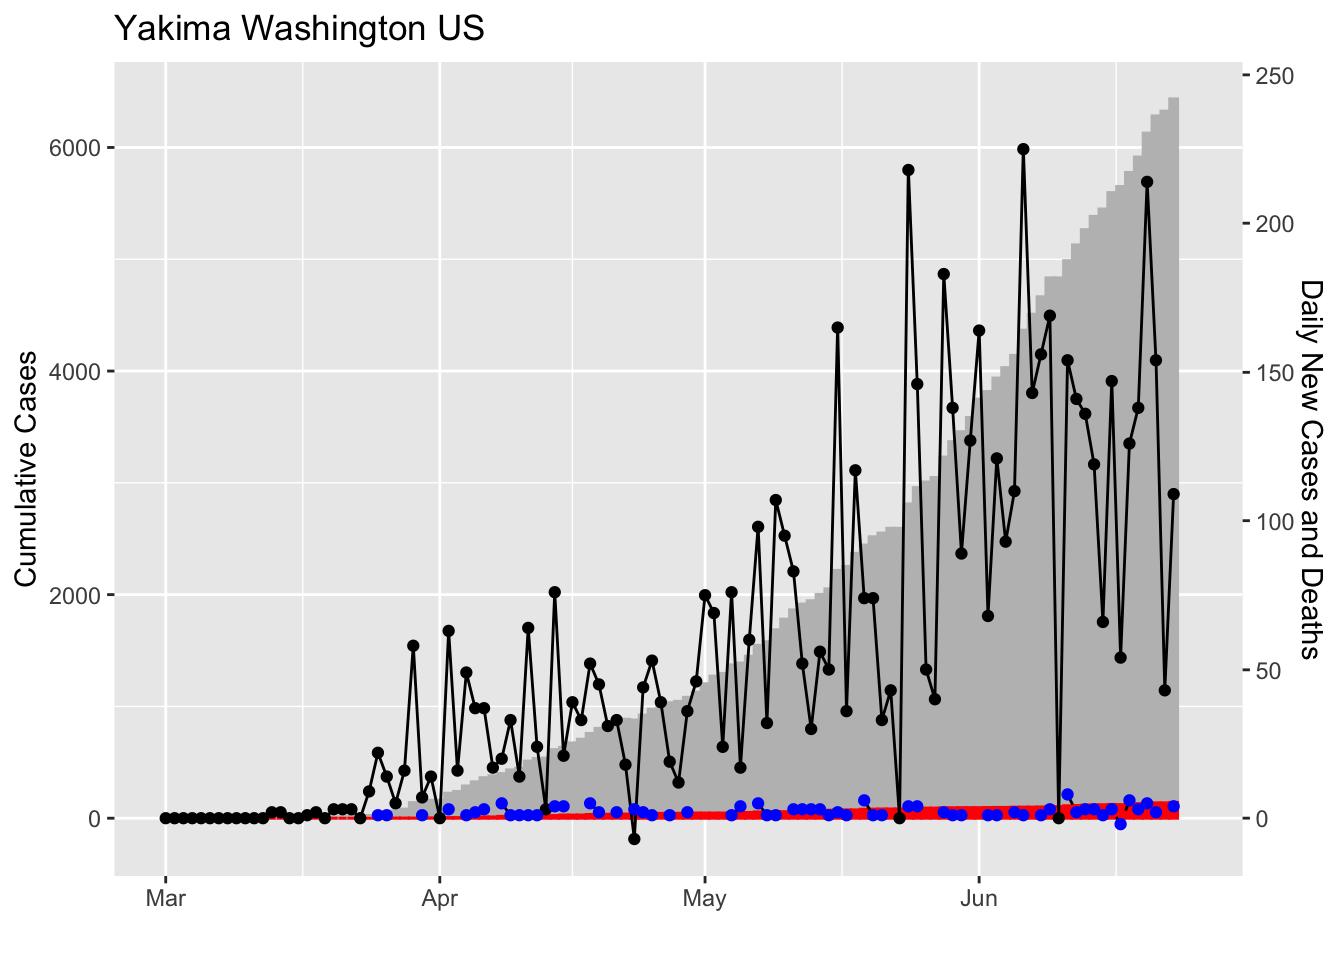 Yakima Washington US
Cumulative Cases
6000
4000
2000
0
250
200
150
100
50
0
Daily New Cases and Deaths
Mar
Apr
May
Jun